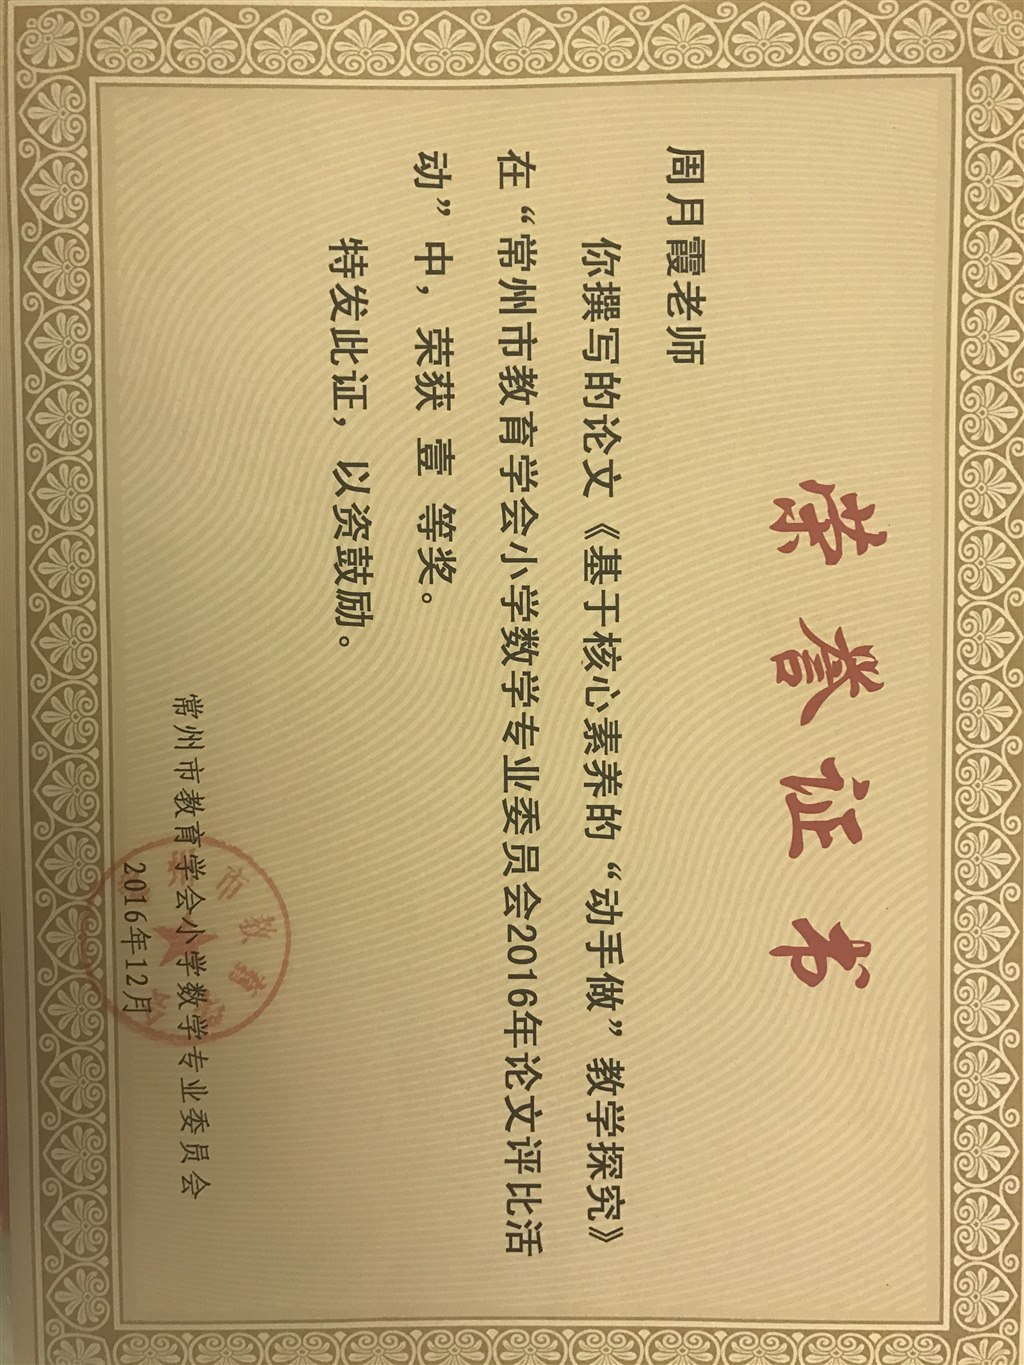 荣誉证书
周月霞老师
你撰写的论文《基于核心素养的“动手做”教学探究》
在“常州市教育学会小学数学专业委员会2016年论文评比活
动”中，荣获 壹 等奖。
特发此证，以资鼓励。
常州市教育学会小学数学专业委员会
2016年12月
市教育